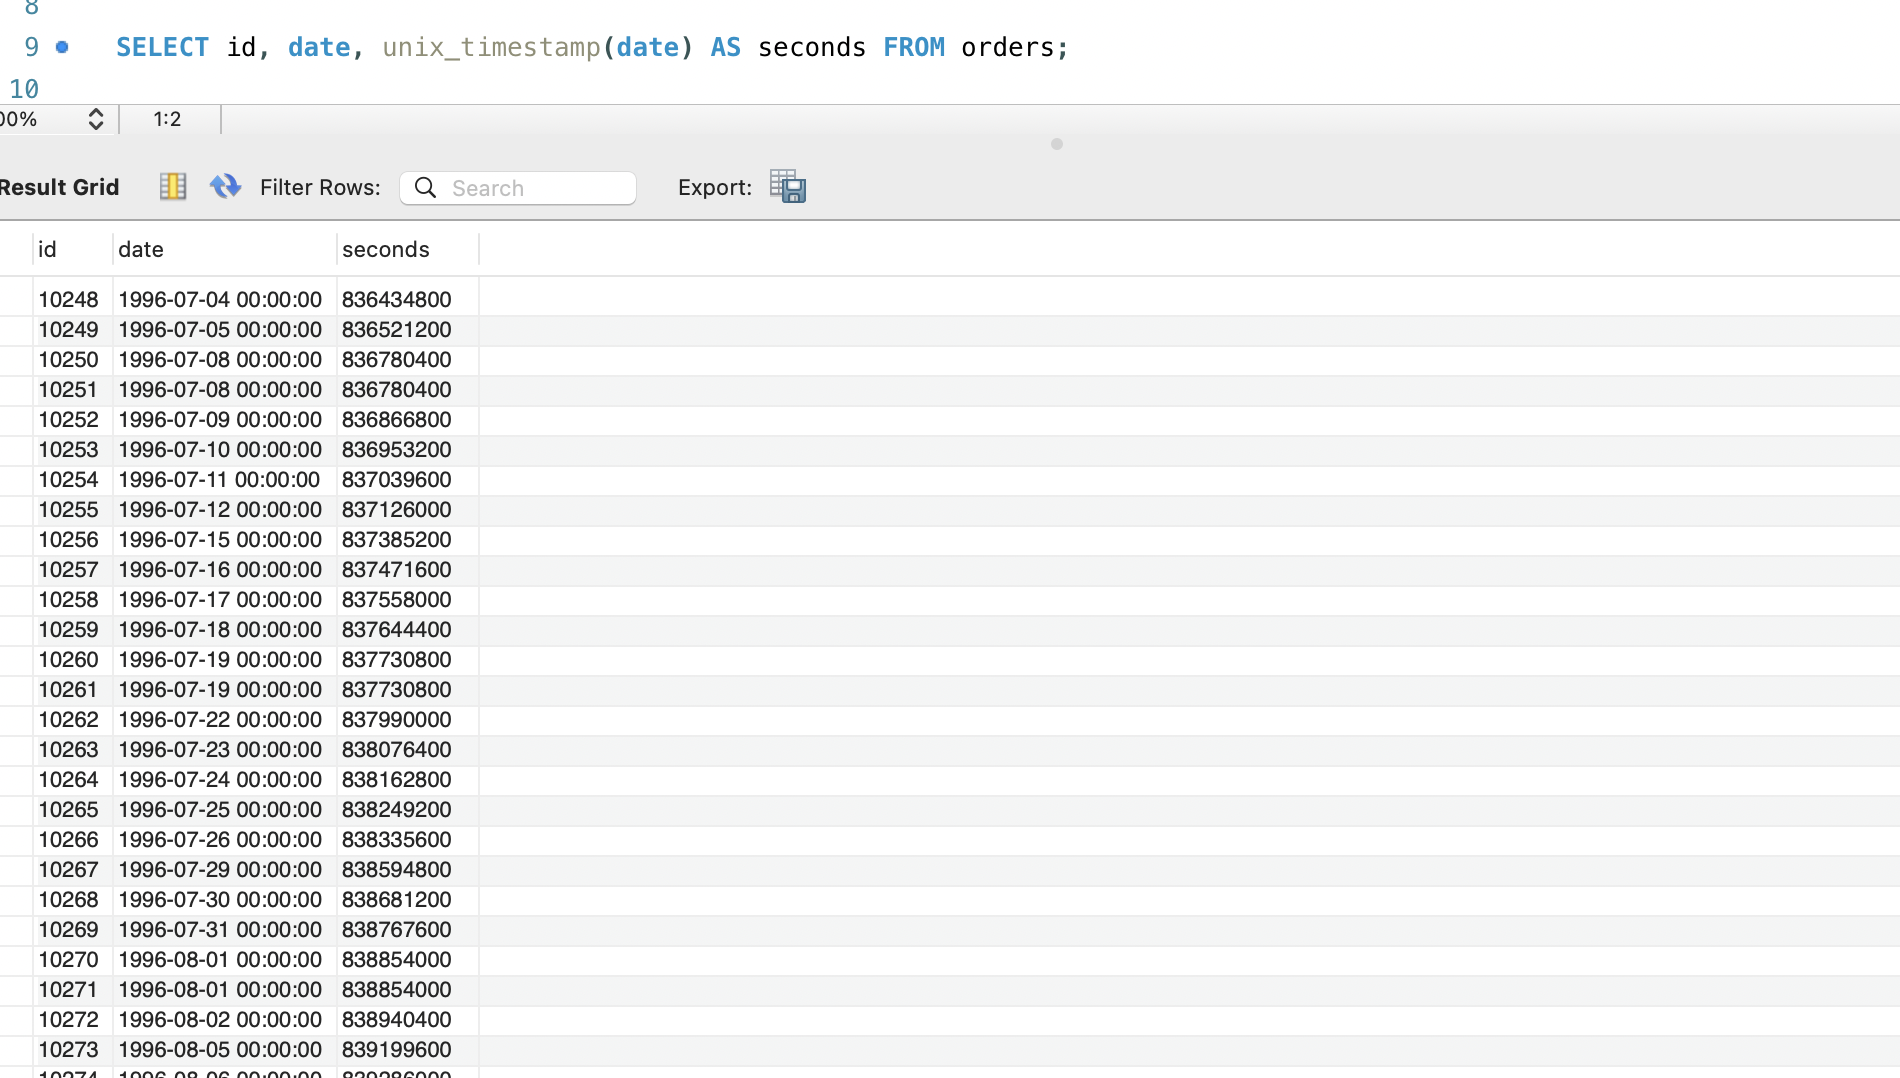 8
9 SELECT id, date, unix_timestamp(date) AS seconds FROM orders;
10
00% 1:2
Result Grid Filter Rows: Search Export:
id date seconds
10248 1996-07-04 00:00:00 836434800
10249 1996-07-05 00:00:00 836521200
10250 1996-07-08 00:00:00 836780400
10251 1996-07-08 00:00:00 836780400
10252 1996-07-09 00:00:00 836866800
10253 1996-07-10 00:00:00 836953200
10254 1996-07-11 00:00:00 837039600
10255 1996-07-12 00:00:00 837126000
10256 1996-07-15 00:00:00 837385200
10257 1996-07-16 00:00:00 837471600
10258 1996-07-17 00:00:00 837558000
10259 1996-07-18 00:00:00 837644400
10260 1996-07-19 00:00:00 837730800
10261 1996-07-19 00:00:00 837730800
10262 1996-07-22 00:00:00 837990000
10263 1996-07-23 00:00:00 838076400
10264 1996-07-24 00:00:00 838162800
10265 1996-07-25 00:00:00 838249200
10266 1996-07-26 00:00:00 838335600
10267 1996-07-29 00:00:00 838594800
10268 1996-07-30 00:00:00 838681200
10269 1996-07-31 00:00:00 838767600
10270 1996-08-01 00:00:00 838854000
10271 1996-08-01 00:00:00 838854000
10272 1996-08-02 00:00:00 838940400
10273 1996-08-05 00:00:00 839199600
10274 1996-08-06 00:00:00 839286000